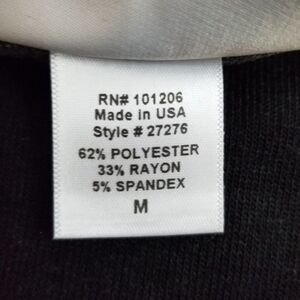 RN# 101206
Made in USA
Style # 27276
62% POLYESTER
33% RAYON
5% SPANDEX
M